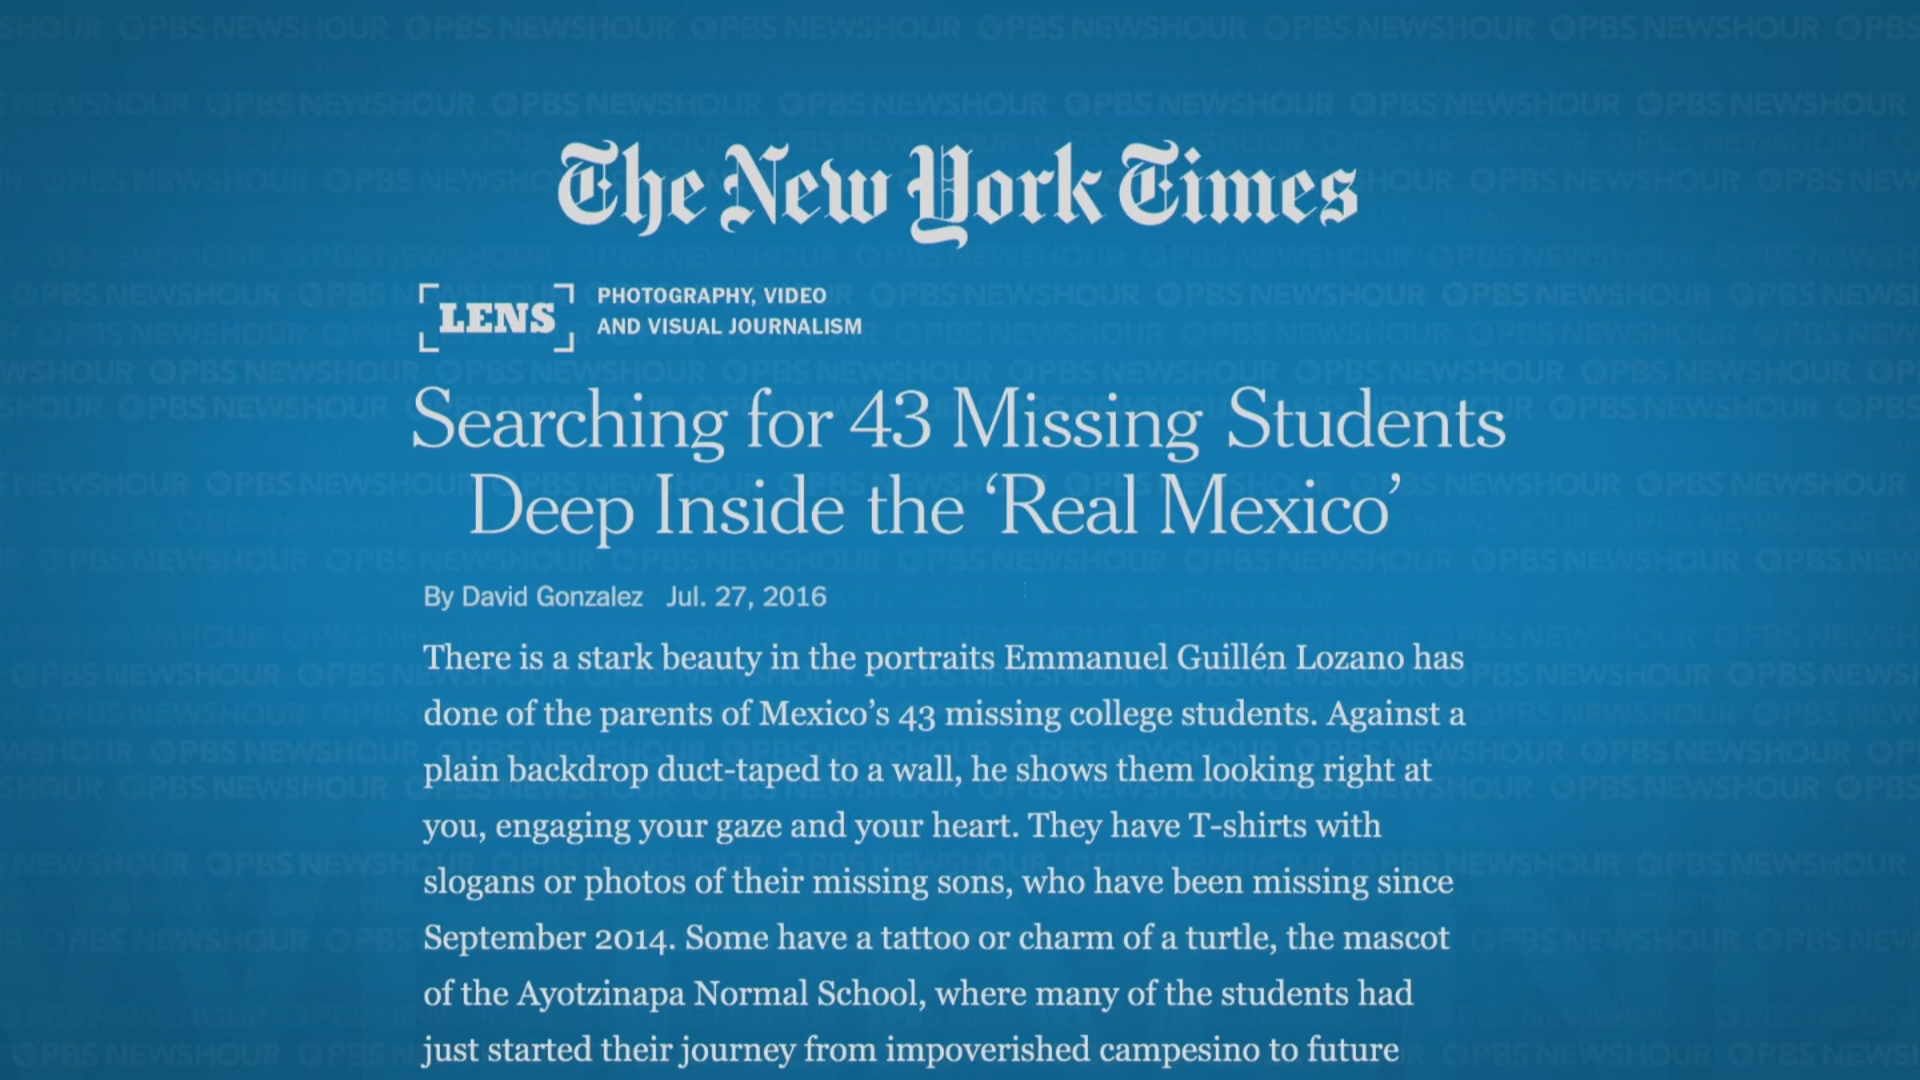 The New York Times
LENS
PHOTOGRAPHY, VIDEO
AND VISUAL JOURNALISM
Searching for 43 Missing Students
Deep Inside the ‘Real Mexico’
By David Gonzalez Jul. 27, 2016
There is a stark beauty in the portraits Emmanuel Guillén Lozano has
done of the parents of Mexico’s 43 missing college students. Against a
plain backdrop duct-taped to a wall, he shows them looking right at
you, engaging your gaze and your heart. They have T-shirts with
slogans or photos of their missing sons, who have been missing since
September 2014. Some have a tattoo or charm of a turtle, the mascot
of the Ayotzinapa Normal School, where many of the students had
just started their journey from impoverished campesino to future